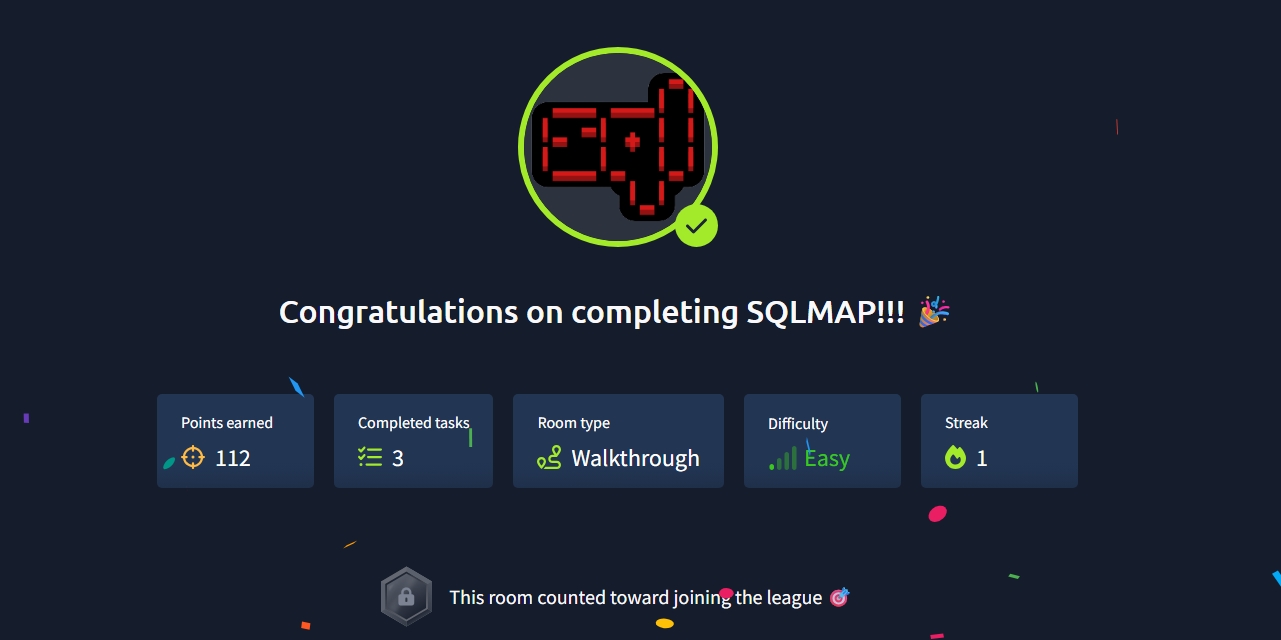 Congratulations on completing SQLMAP!!! 🎉
Points earned
112
Completed tasks
3
Room type
Walkthrough
Difficulty
Easy
Streak
1
This room counted toward joining the league 🎯